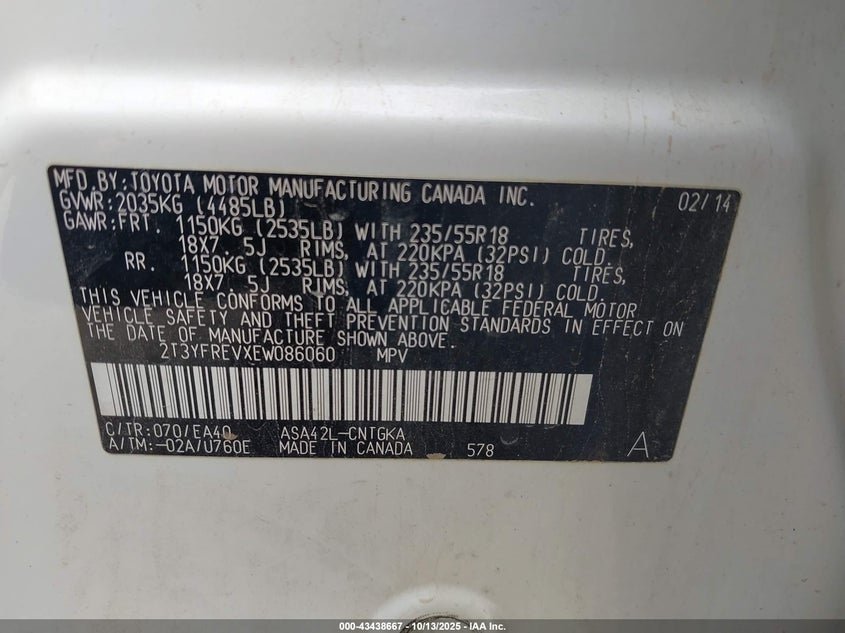 MFD.BY:TOYOTA MOTOR MANUFACTURING CANADA INC. 02/14
GVWR:2035KG (4485LB)
GAWR:FRT. 1150KG (2535LB) WITH 235/55R18 TIRES,
18X7. 5J RIMS, AT 220KPA (32PSI) COLD.
RR. 1150KG (2535LB) WITH 235/55R18 TIRES,
18X7. 5J RIMS, AT 220KPA (32PSI) COLD.
THIS VEHICLE CONFORMS TO ALL APPLICABLE FEDERAL MOTOR
VEHICLE SAFETY AND THEFT PREVENTION STANDARDS IN EFFECT ON
THE DATE OF MANUFACTURE SHOWN ABOVE.
2T3YFREVXEW086060 MPV
C/TR:070/EA40 ASA42L-CNTGKA
A/TM:-02A/U760E MADE IN CANADA 578 A
000-43438667 - 10/13/2025 - IAA Inc.